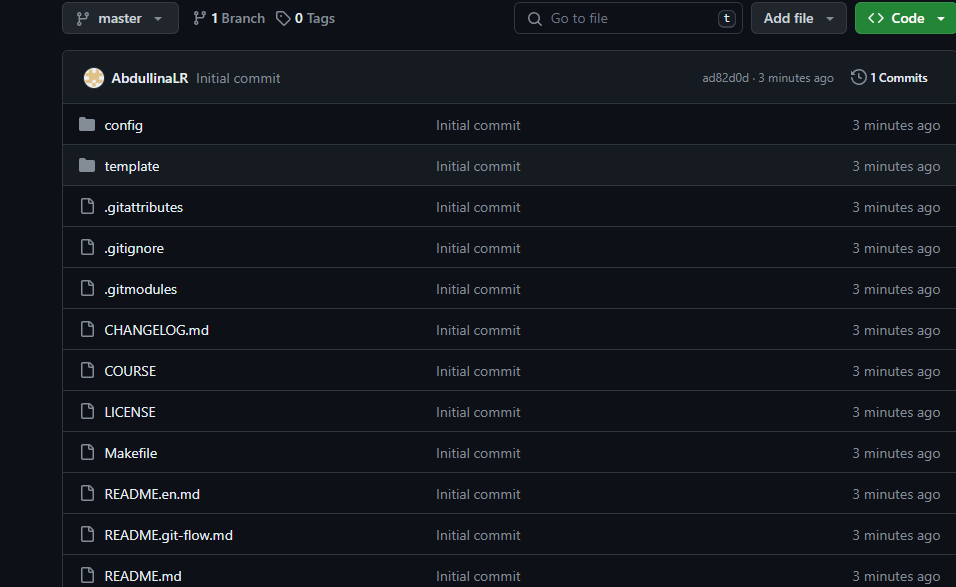 master 1 Branch 0 Tags Go to file t Add file Code
AbdullinaLR Initial commit ad82d0d · 3 minutes ago 1 Commits
config Initial commit 3 minutes ago
template Initial commit 3 minutes ago
.gitattributes Initial commit 3 minutes ago
.gitignore Initial commit 3 minutes ago
.gitmodules Initial commit 3 minutes ago
CHANGELOG.md Initial commit 3 minutes ago
COURSE Initial commit 3 minutes ago
LICENSE Initial commit 3 minutes ago
Makefile Initial commit 3 minutes ago
README.en.md Initial commit 3 minutes ago
README.git-flow.md Initial commit 3 minutes ago
README.md Initial commit 3 minutes ago